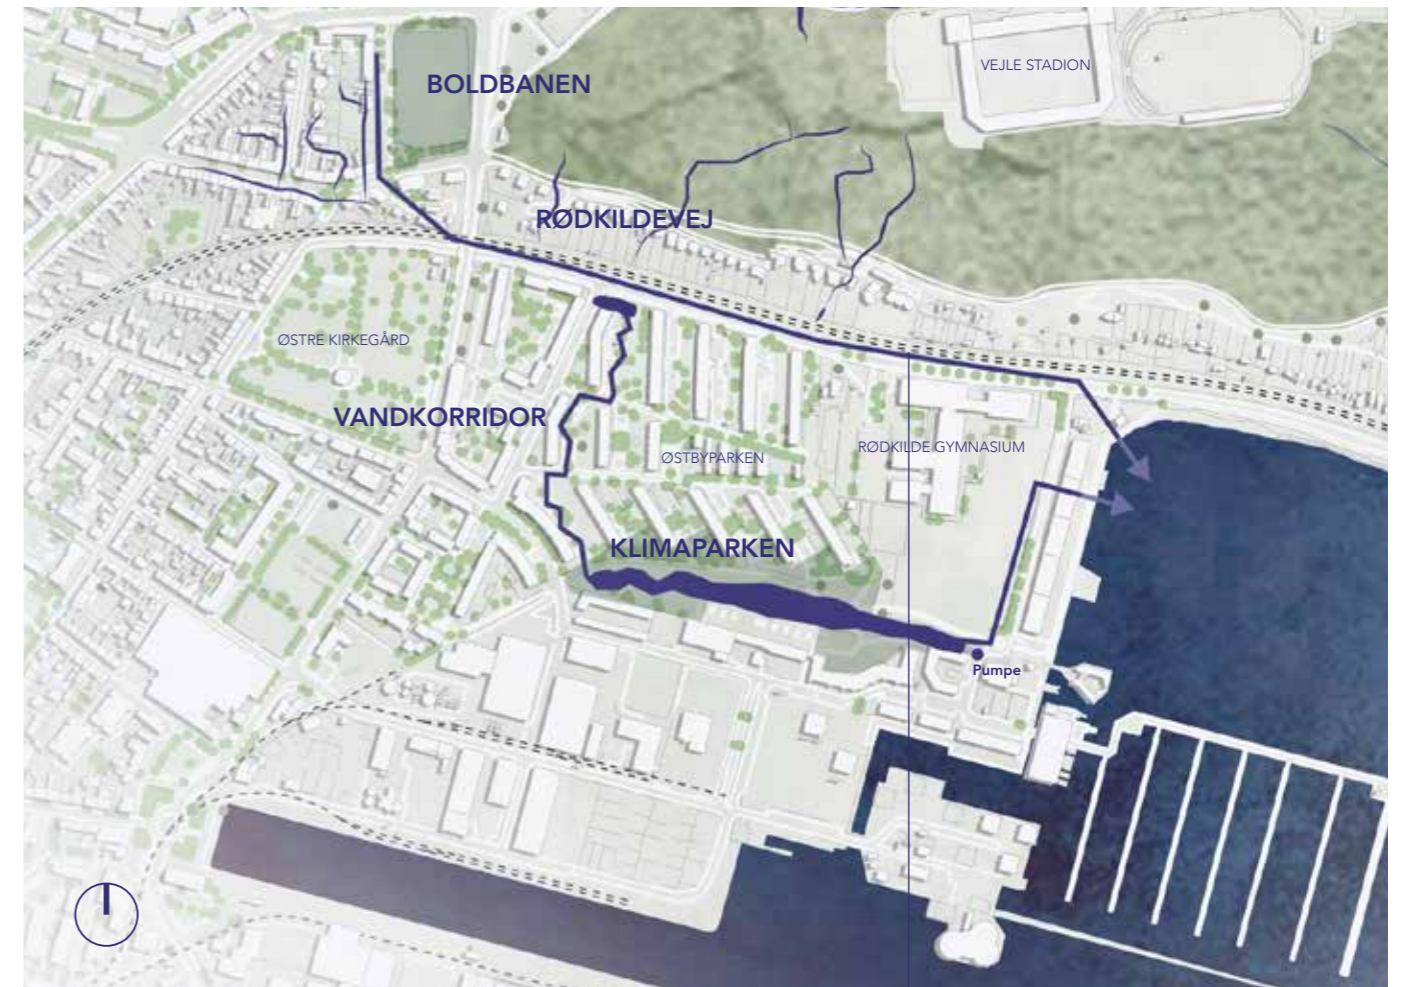 VEJLE STADION
BOLDBANEN
RØDKILDEVEJ
ØSTRE KIRKEGÅRD
VANDKORRIDOR
ØSTBYPARKEN
RØDKILDE GYMNASIUM
KLIMAPARKEN
Pumpe